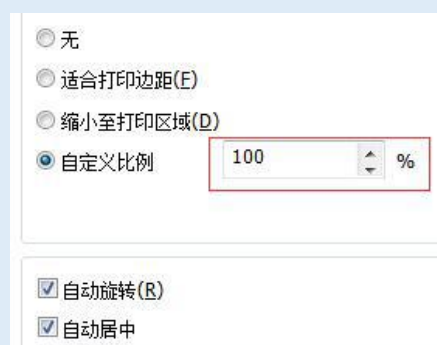 无
适合打印边距(F)
缩小至打印区域(D)
自定义比例 100 %
自动旋转(R)
自动居中